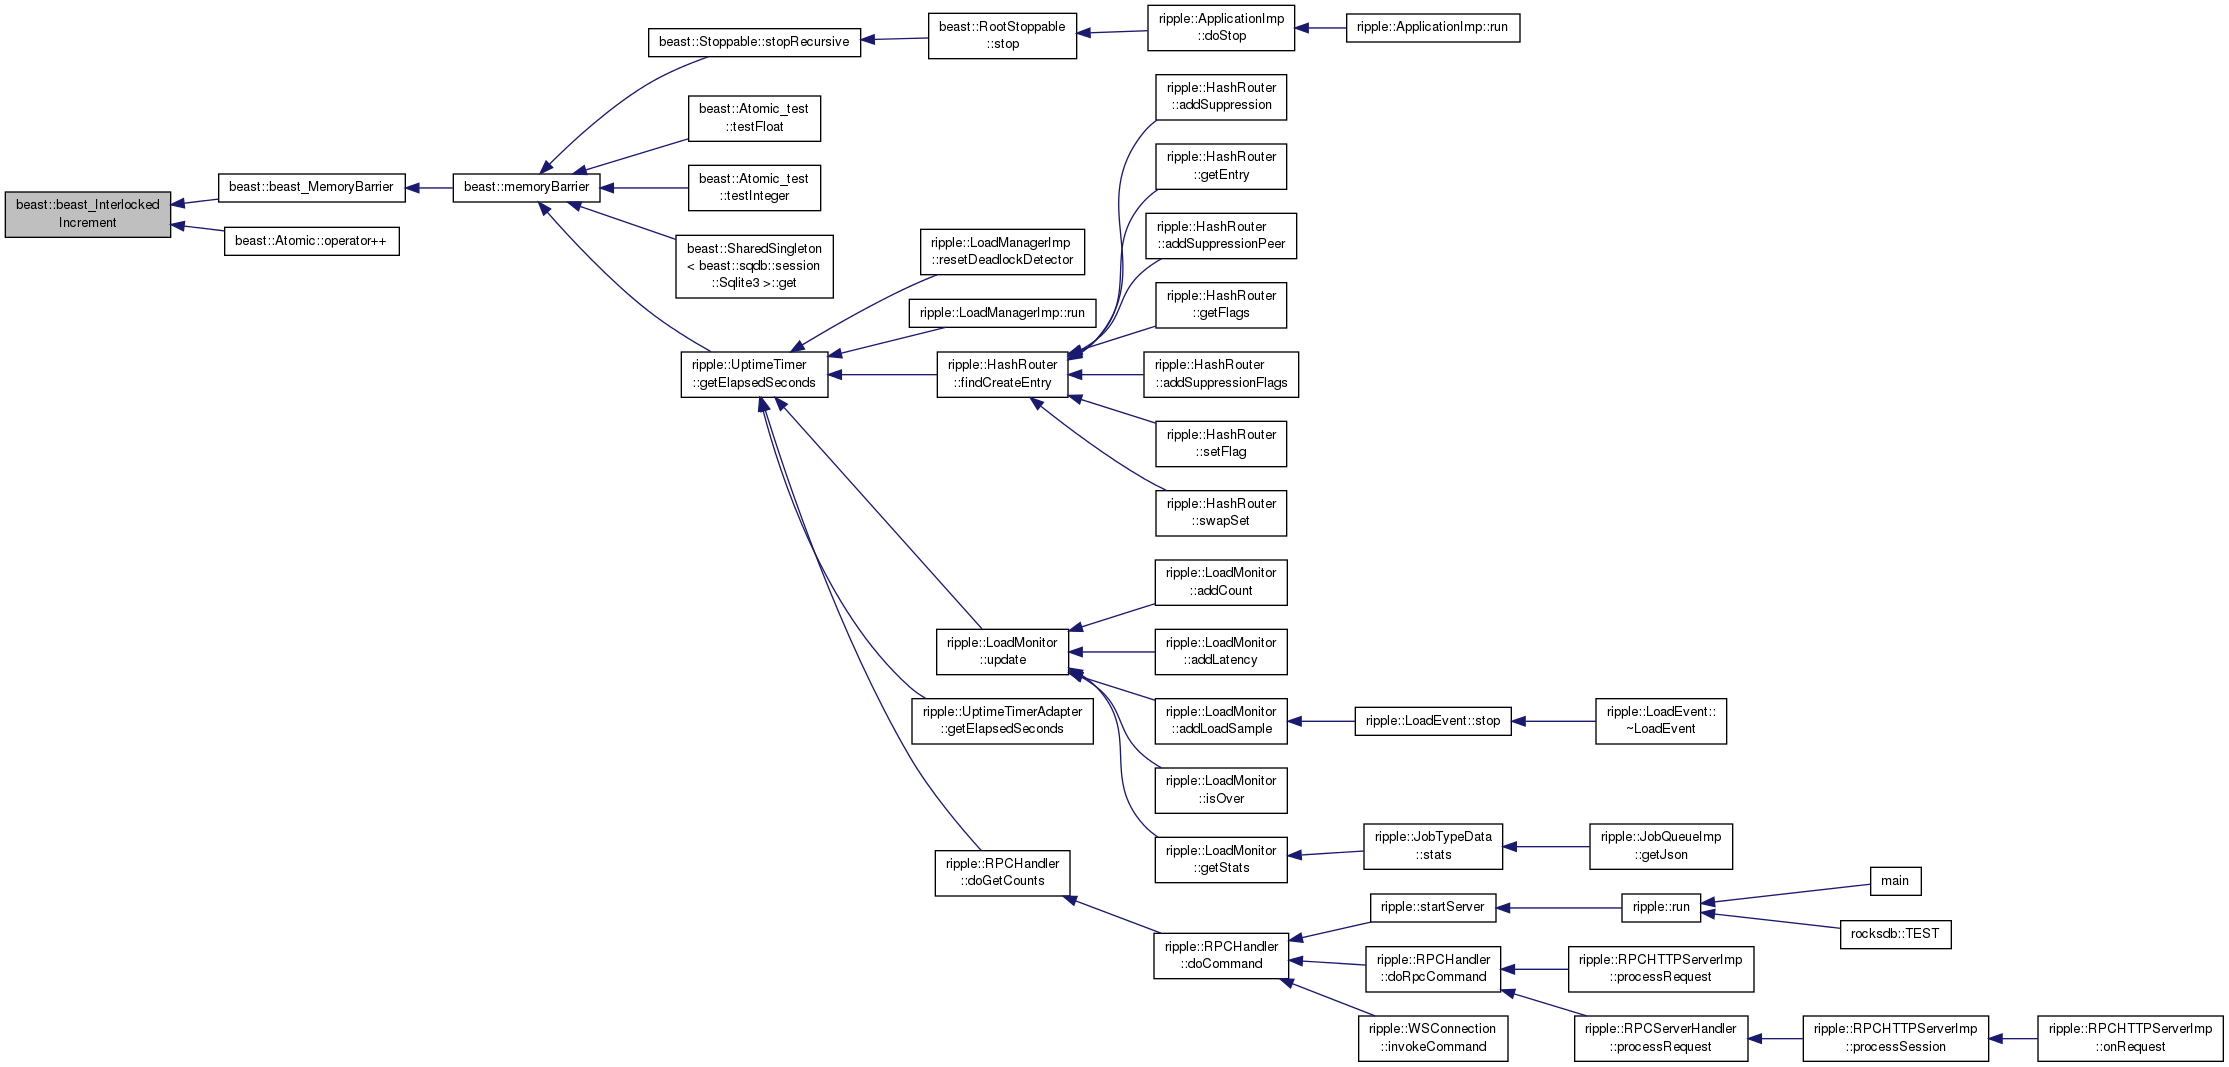 beast::beast_Interlocked
Increment
beast::beast_MemoryBarrier
beast::Atomic::operator++
beast::memoryBarrier
beast::Stoppable::stopRecursive
beast::RootStoppable
::stop
ripple::ApplicationImp
::doStop
ripple::ApplicationImp::run
beast::Atomic_test
::testFloat
beast::Atomic_test
::testInteger
beast::SharedSingleton
< beast::sqdb::session
::Sqlite3 >::get
ripple::UptimeTimer
::getElapsedSeconds
ripple::LoadManagerImp
::resetDeadlockDetector
ripple::LoadManagerImp::run
ripple::HashRouter
::findCreateEntry
ripple::HashRouter
::addSuppression
ripple::HashRouter
::getEntry
ripple::HashRouter
::addSuppressionPeer
ripple::HashRouter
::getFlags
ripple::HashRouter
::addSuppressionFlags
ripple::HashRouter
::setFlag
ripple::HashRouter
::swapSet
ripple::LoadMonitor
::update
ripple::LoadMonitor
::addCount
ripple::LoadMonitor
::addLatency
ripple::LoadMonitor
::addLoadSample
ripple::LoadEvent::stop
ripple::LoadEvent::
~LoadEvent
ripple::LoadMonitor
::isOver
ripple::LoadMonitor
::getStats
ripple::JobTypeData
::stats
ripple::JobQueueImp
::getJson
ripple::UptimeTimerAdapter
::getElapsedSeconds
ripple::RPCHandler
::doGetCounts
ripple::RPCHandler
::doCommand
ripple::startServer
ripple::run
main
rocksdb::TEST
ripple::RPCHandler
::doRpcCommand
ripple::RPCHTTPServerImp
::processRequest
ripple::RPCServerHandler
::processRequest
ripple::RPCHTTPServerImp
::processSession
ripple::RPCHTTPServerImp
::onRequest
ripple::WSConnection
::invokeCommand